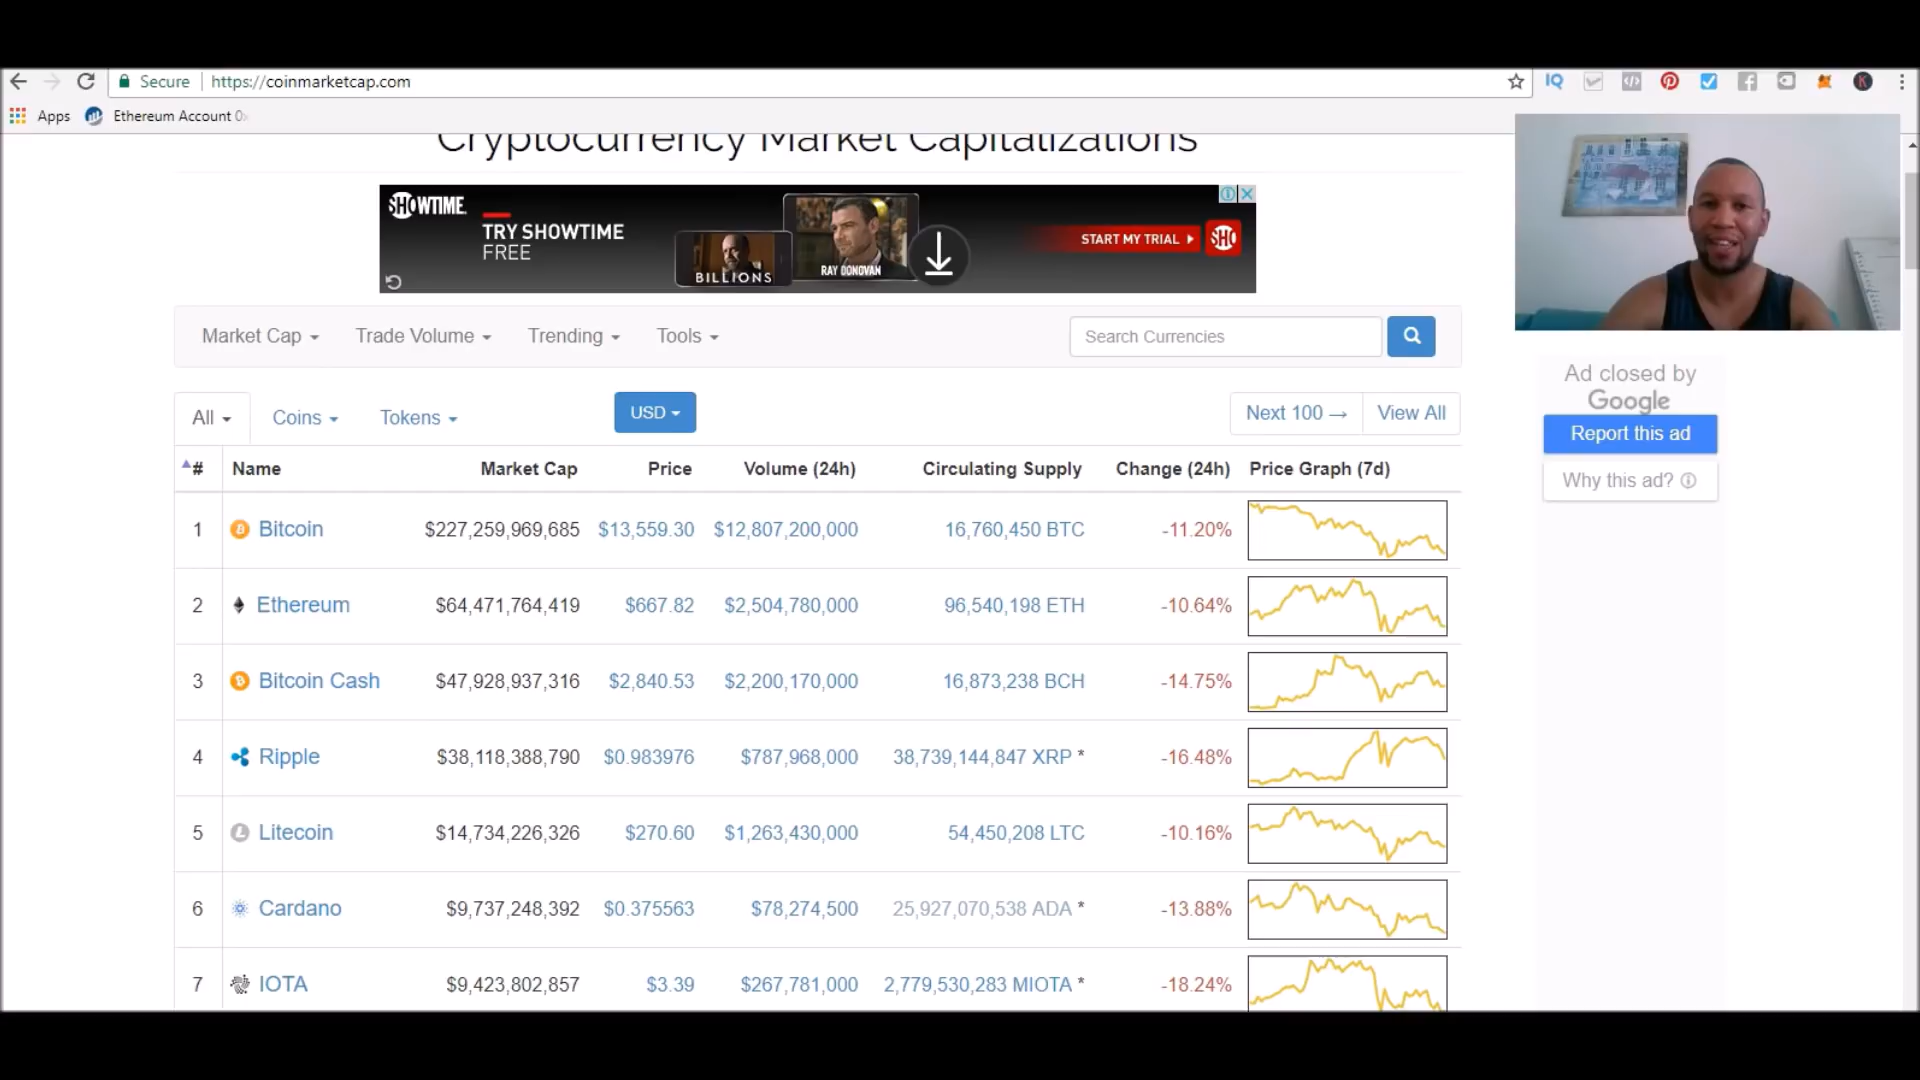 Secure https://coinmarketcap.com
Apps Ethereum Account 0x
Cryptocurrency Market Capitalizations
SHOWTIME
TRY SHOWTIME
FREE
BILLIONS
RAY DONOVAN
START MY TRIAL
SHO
Market Cap Trade Volume Trending Tools Search Currencies
All Coins Tokens USD Next 100 → View All
# Name Market Cap Price Volume (24h) Circulating Supply Change (24h) Price Graph (7d)
1 Bitcoin $227,259,969,685 $13,559.30 $12,807,200,000 16,760,450 BTC -11.20%
2 Ethereum $64,471,764,419 $667.82 $2,504,780,000 96,540,198 ETH -10.64%
3 Bitcoin Cash $47,928,937,316 $2,840.53 $2,200,170,000 16,873,238 BCH -14.75%
4 Ripple $38,118,388,790 $0.983976 $787,968,000 38,739,144,847 XRP * -16.48%
5 Litecoin $14,734,226,326 $270.60 $1,263,430,000 54,450,208 LTC -10.16%
6 Cardano $9,737,248,392 $0.375563 $78,274,500 25,927,070,538 ADA * -13.88%
7 IOTA $9,423,802,857 $3.39 $267,781,000 2,779,530,283 MIOTA * -18.24%
IQ
K
Ad closed by
Google
Report this ad
Why this ad?